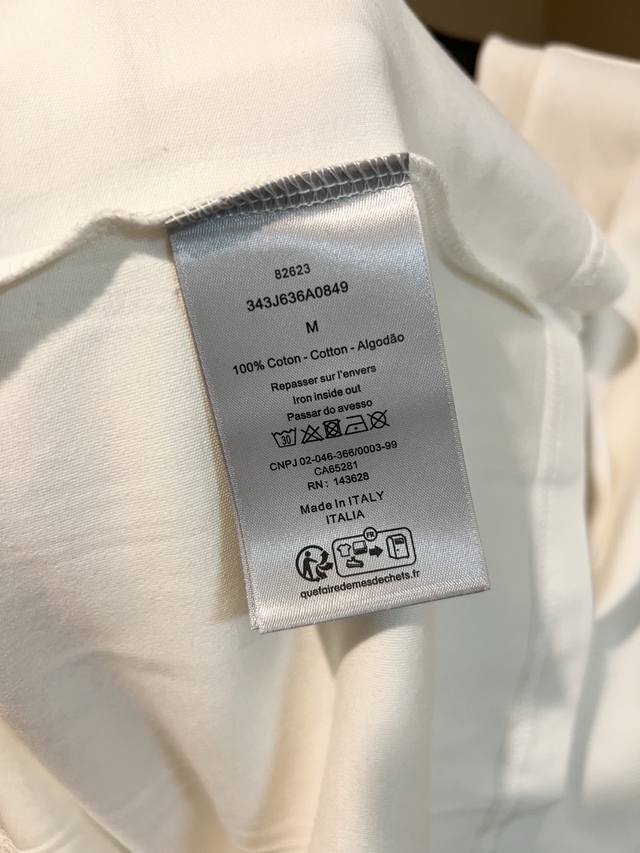 82623
343J636A0849
M
100% Coton - Cotton - Algodão
Repasser sur l'envers
Iron inside out
Passar do avesso
30
CNPJ 02-046-366/0003-99
CA65281
RN : 143628
Made in ITALY
ITALIA
FR
quefairedemesdechets.fr